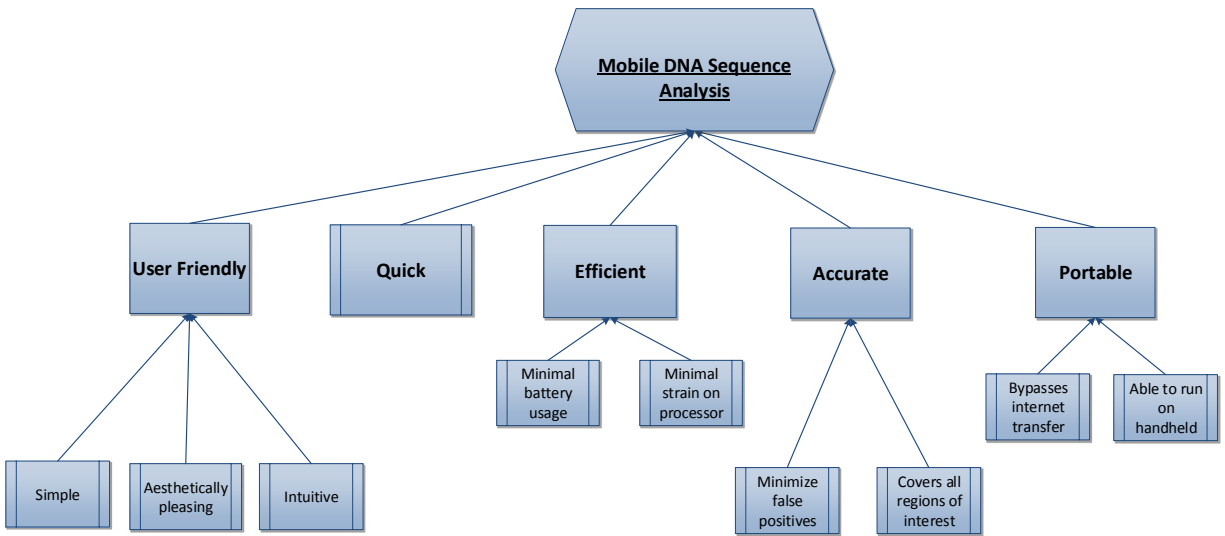 Mobile DNA Sequence
Analysis
User Friendly
Quick
Efficient
Accurate
Portable
Simple
Aesthetically
pleasing
Intuitive
Minimal
battery
usage
Minimal
strain on
processor
Minimize
false
positives
Covers all
regions of
interest
Bypasses
internet
transfer
Able to run
on
handheld